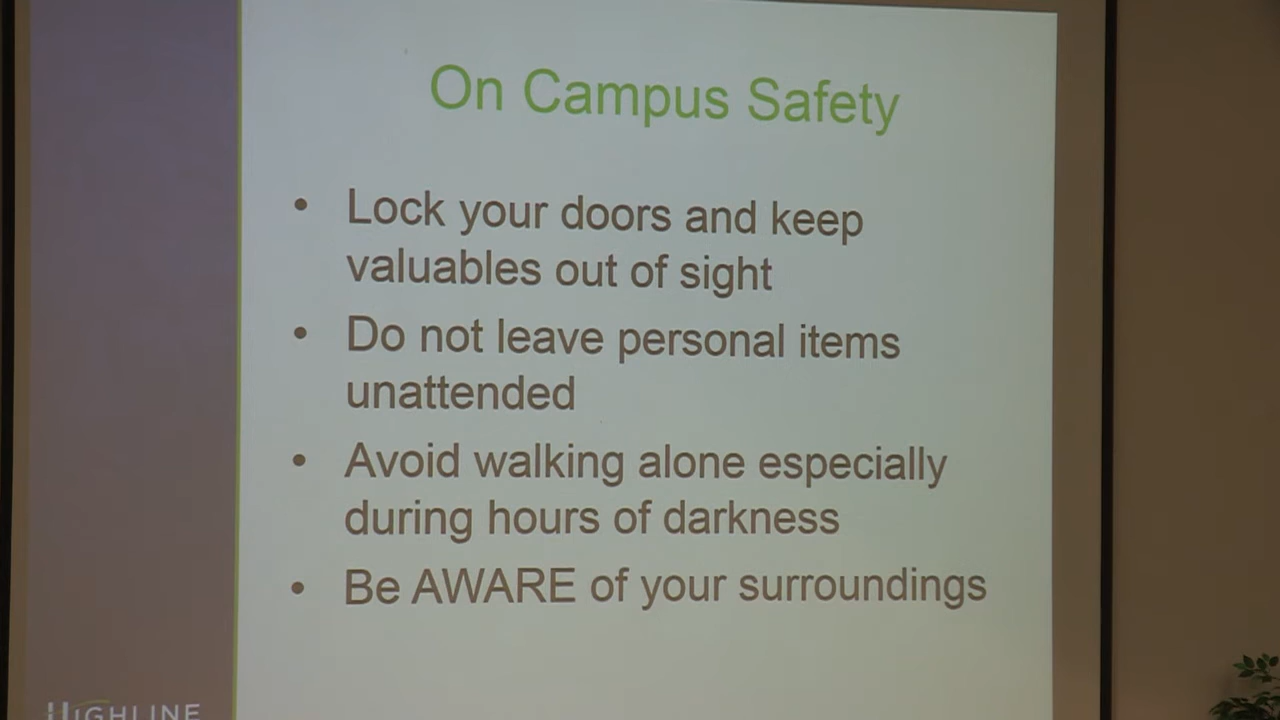 On Campus Safety
• Lock your doors and keep
valuables out of sight
• Do not leave personal items
unattended
• Avoid walking alone especially
during hours of darkness
• Be AWARE of your surroundings
HIGHLINE